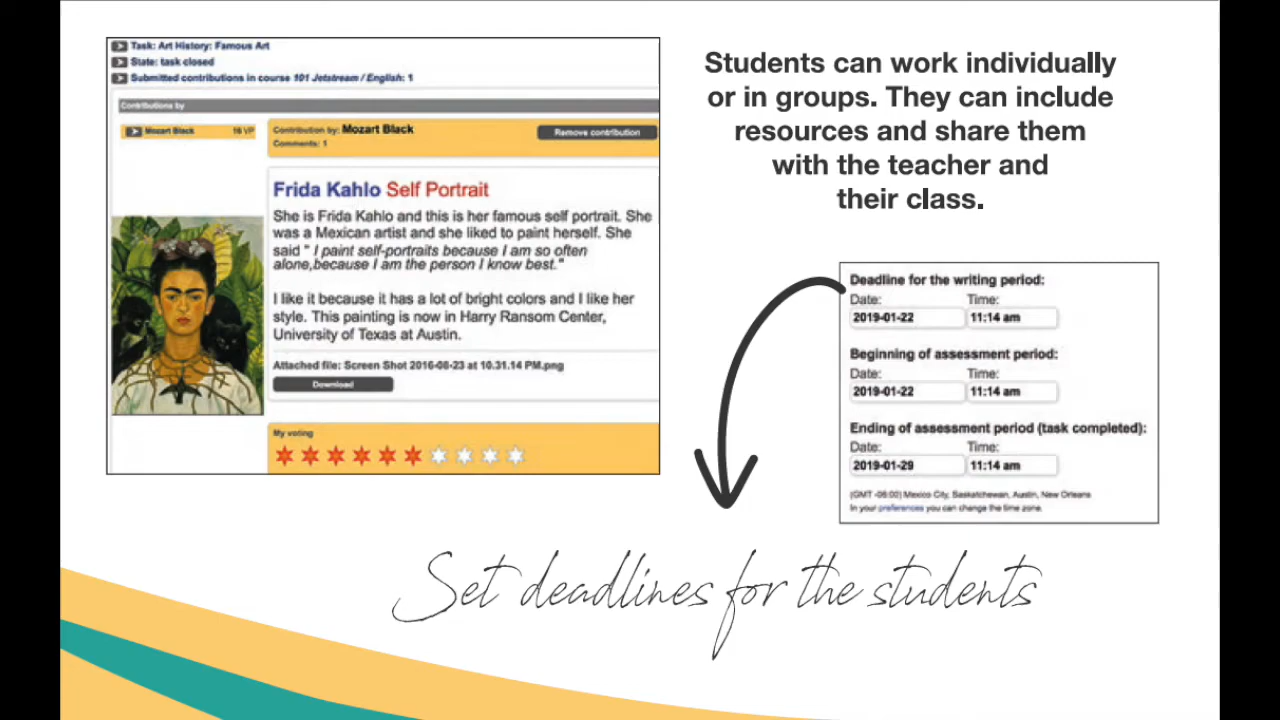 Task: Art History: Famous Art
State: task closed
Submitted contributions in course 101 Jetstream / English: 1
Contributions by
Mozart Black 16 VP
Contribution by: Mozart Black
Comments: 1
Remove contribution
Frida Kahlo Self Portrait
She is Frida Kahlo and this is her famous self portrait. She
was a Mexican artist and she liked to paint herself. She
said " I paint self-portraits because I am so often
alone,because I am the person I know best."
I like it because it has a lot of bright colors and I like her
style. This painting is now in Harry Ransom Center,
University of Texas at Austin.
Attached file: Screen Shot 2016-08-23 at 10.31.14 PM.png
Download
My voting
Students can work individually
or in groups. They can include
resources and share them
with the teacher and
their class.
Deadline for the writing period:
Date: Time:
2019-01-22 11:14 am
Beginning of assessment period:
Date: Time:
2019-01-22 11:14 am
Ending of assessment period (task completed):
Date: Time:
2019-01-29 11:14 am
(GMT -06:00) Mexico City, Saskatchewan, Austin, New Orleans
In your preferences you can change the time zone.
Set deadlines for the students